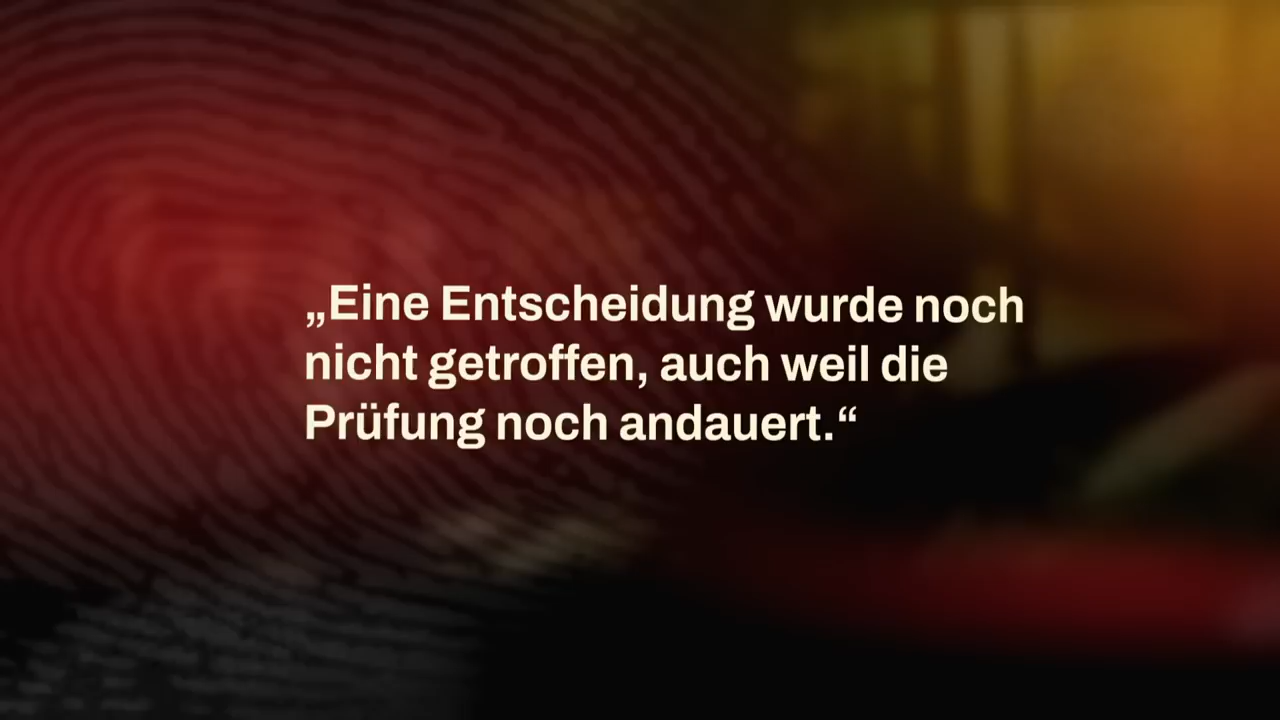 „Eine Entscheidung wurde noch
nicht getroffen, auch weil die
Prüfung noch andauert.“